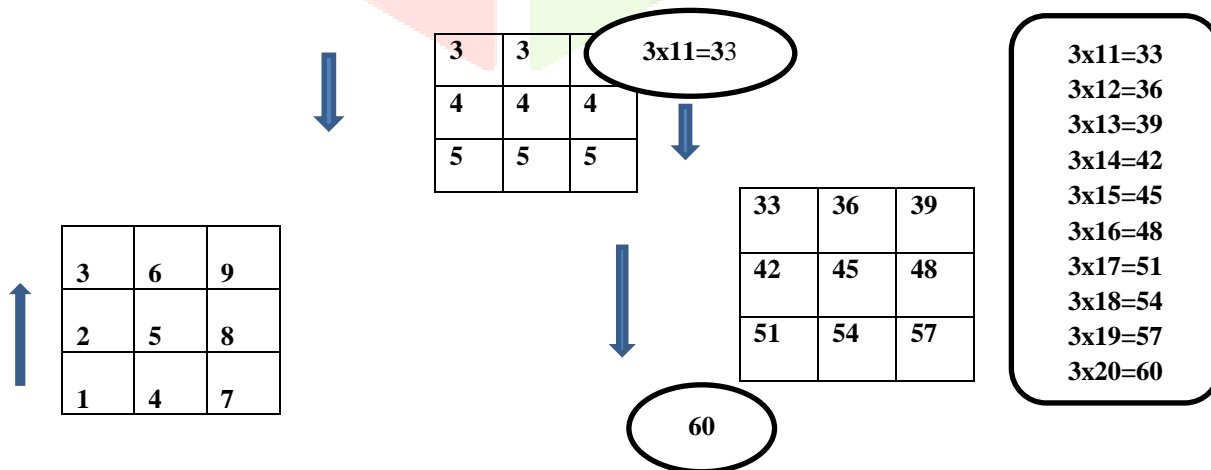 3 3
3x11=33
4 4 4
5 5 5
3 6 9
2 5 8
1 4 7
33 36 39
42 45 48
51 54 57
60
3x11=33
3x12=36
3x13=39
3x14=42
3x15=45
3x16=48
3x17=51
3x18=54
3x19=57
3x20=60